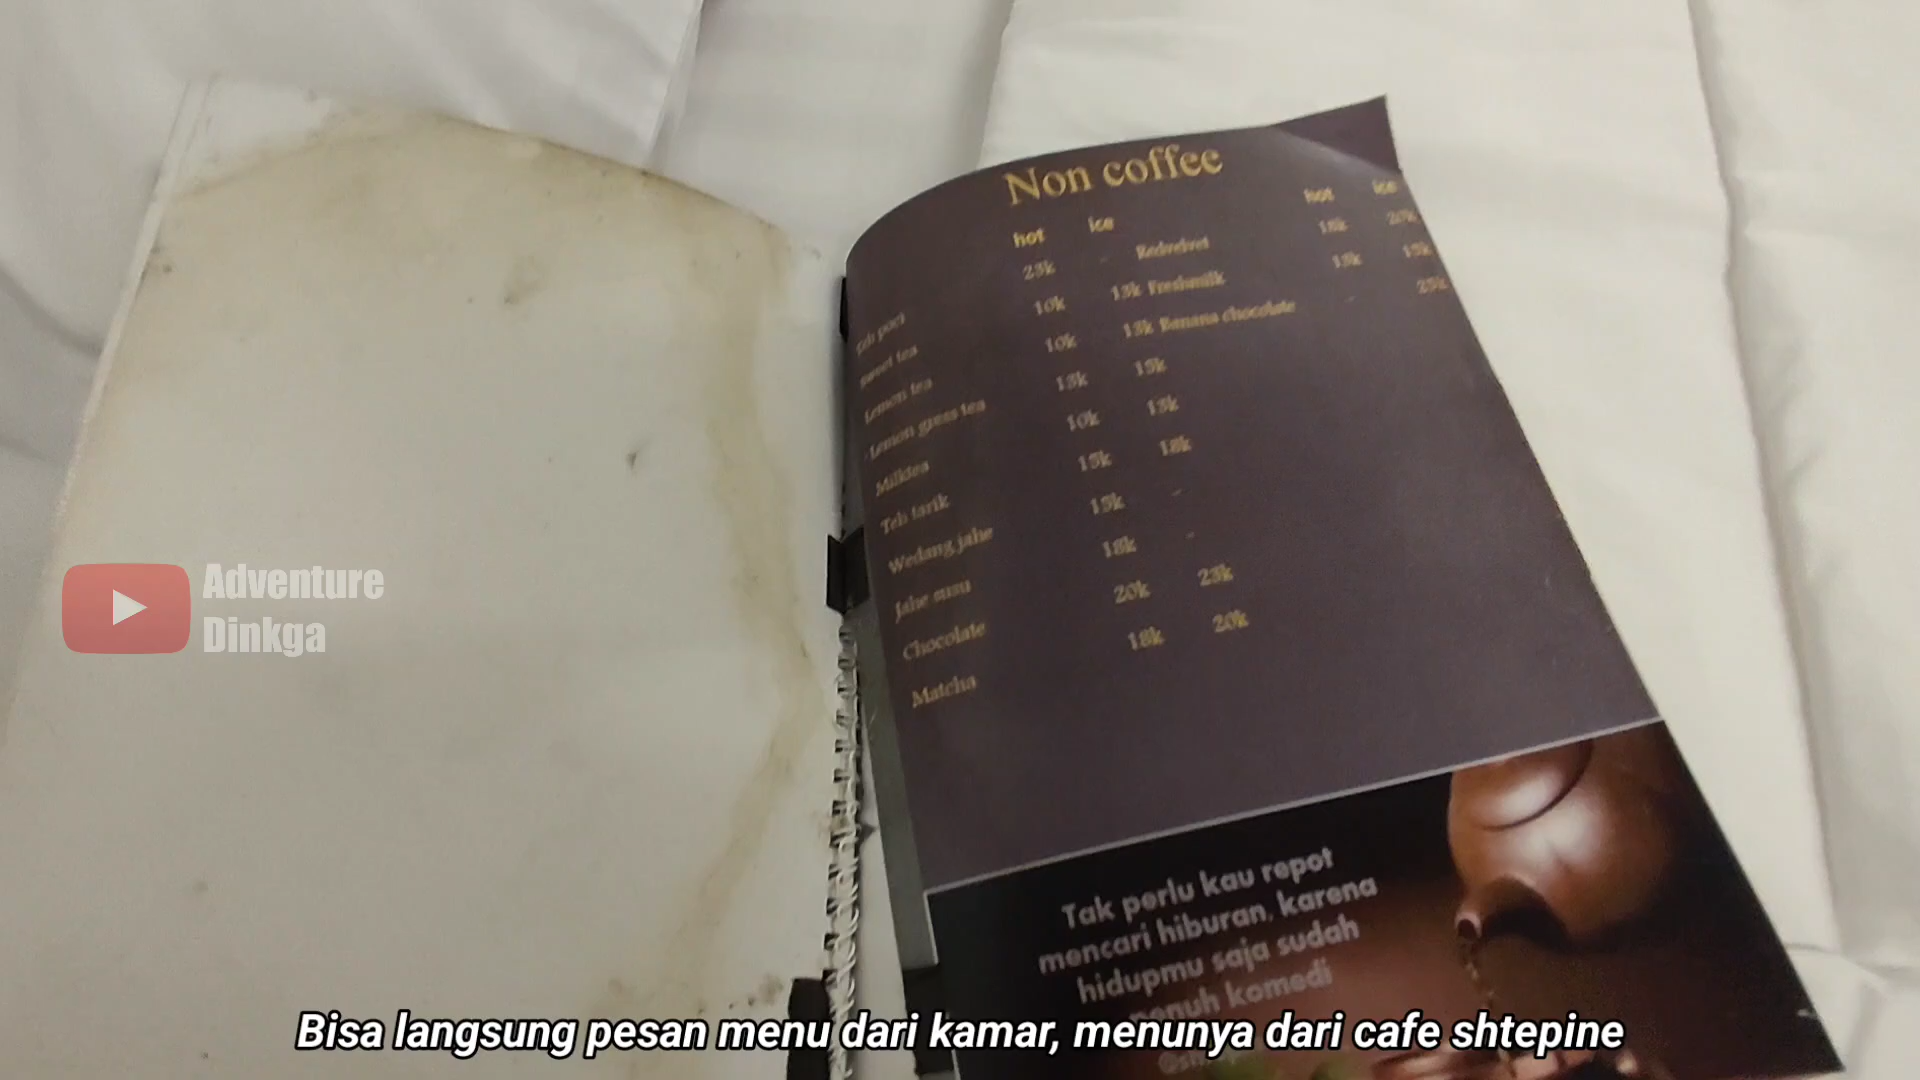 Non coffee
hot ice hot ice
Teh poci 23k - Redvelvet 18k 20k
Sweet tea 10k 13k Freshmilk 13k 15k
Lemon tea 10k 13k Banana chocolate - 25k
Lemon grass tea 13k 15k
Milktea 10k 13k
Teh tarik 15k 18k
Wedang jahe 15k -
Jahe susu 18k -
Chocolate 20k 23k
Matcha 18k 20k
Tak perlu kau repot
mencari hiburan, karena
hidupmu saja sudah
penuh komedi
Adventure
Dinkga
Bisa langsung pesan menu dari kamar, menunya dari cafe shtepine